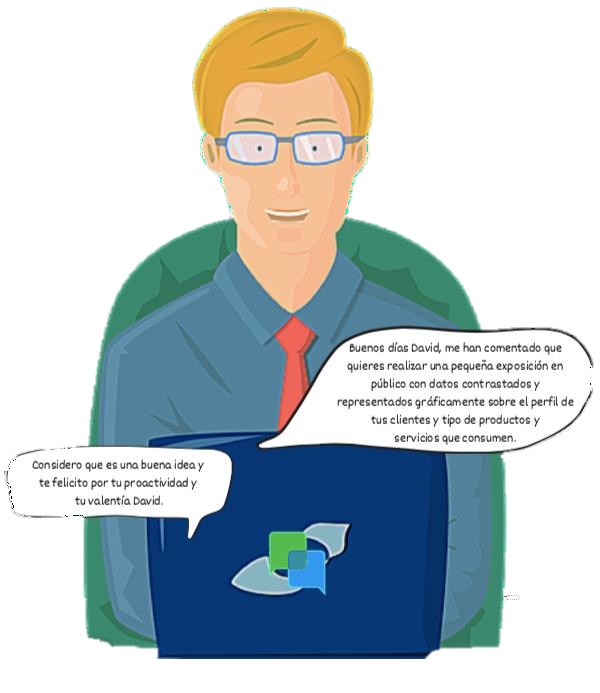 Buenos días David, me han comentado que
quieres realizar una pequeña exposición en
público con datos contrastados y
representados gráficamente sobre el perfil de
tus clientes y tipo de productos y
servicios que consumen.
Considero que es una buena idea y
te felicito por tu proactividad y
tu valentía David.